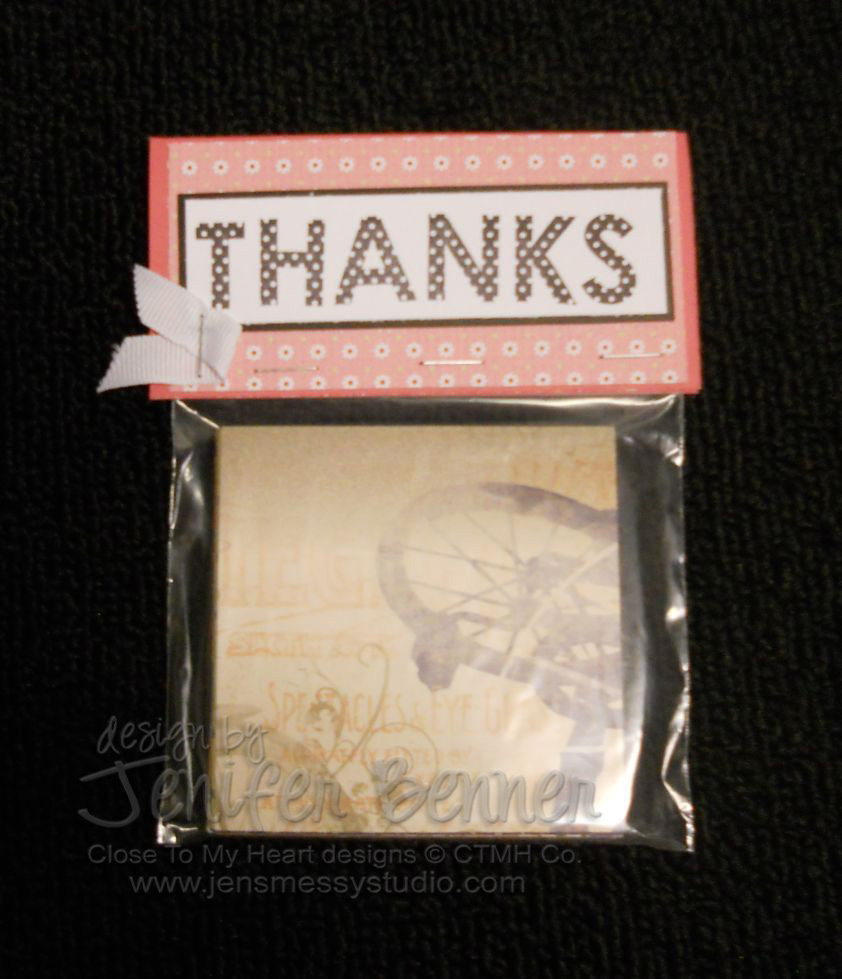 THANKS
SPECTACLES & EYE
design by
Jenifer Benner
Close To My Heart designs © CTMH Co.
www.jensmessystudio.com